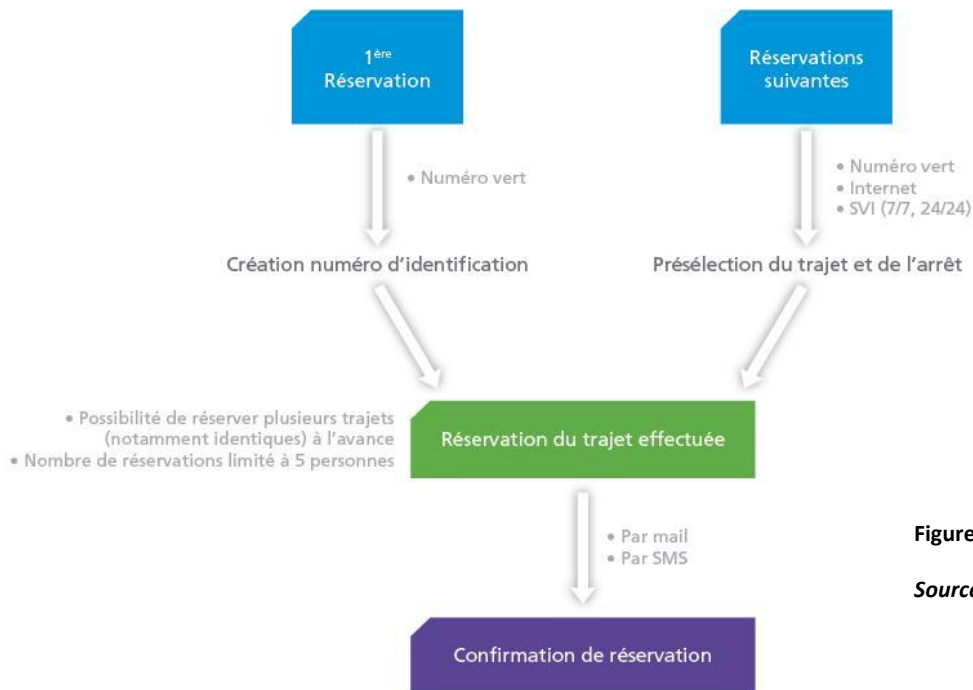 1ère
Réservation
Réservations
suivantes
• Numéro vert
• Numéro vert
• Internet
• SVI (7/7, 24/24)
Création numéro d'identification
Présélection du trajet et de l'arrêt
• Possibilité de réserver plusieurs trajets
(notamment identiques) à l'avance
• Nombre de réservations limité à 5 personnes
Réservation du trajet effectuée
• Par mail
• Par SMS
Figure
Source
Confirmation de réservation